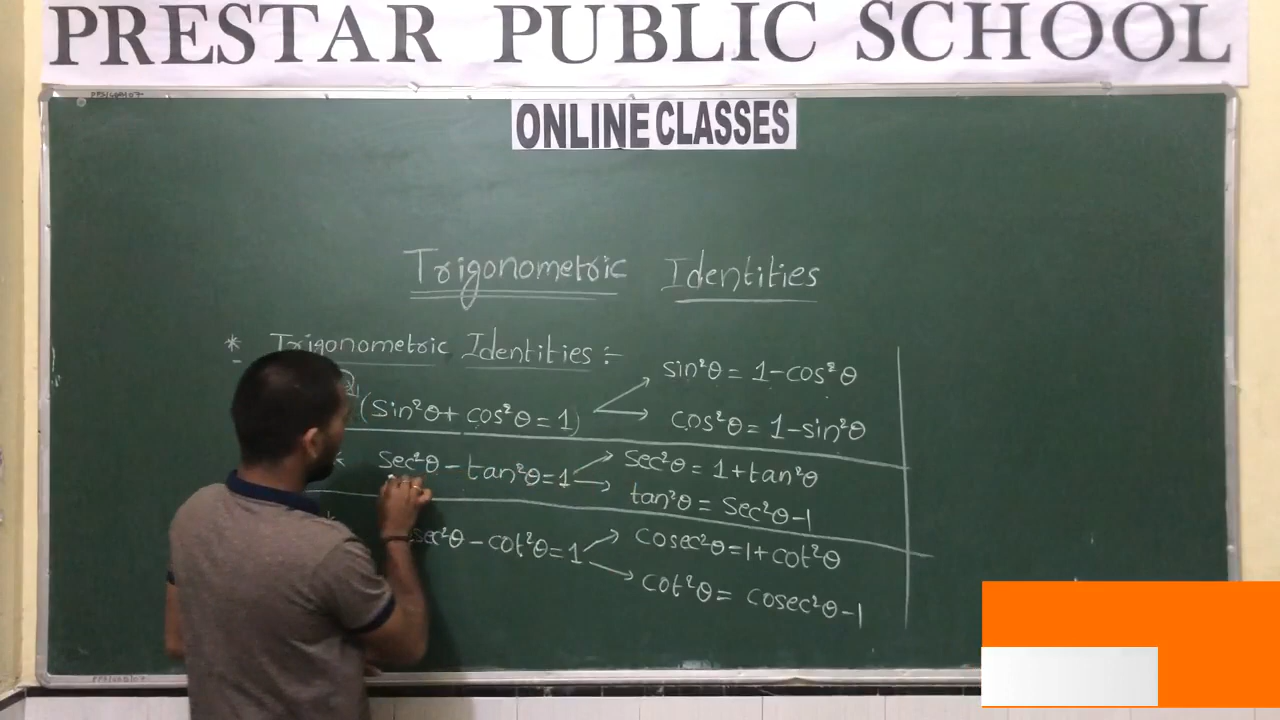 PRESTAR PUBLIC SCHOOL
ONLINE CLASSES
Trigonometric Identities
* Trigonometric Identities :-
sin²θ = 1-cos²θ
(Sin²θ + cos²θ = 1)
cos²θ = 1-sin²θ
sec²θ = 1+tan²θ
sec²θ - tan²θ = 1
tan²θ = Sec²θ-1
cosec²θ = 1+cot²θ
sec²θ - cot²θ = 1
cot²θ = cosec²θ-1